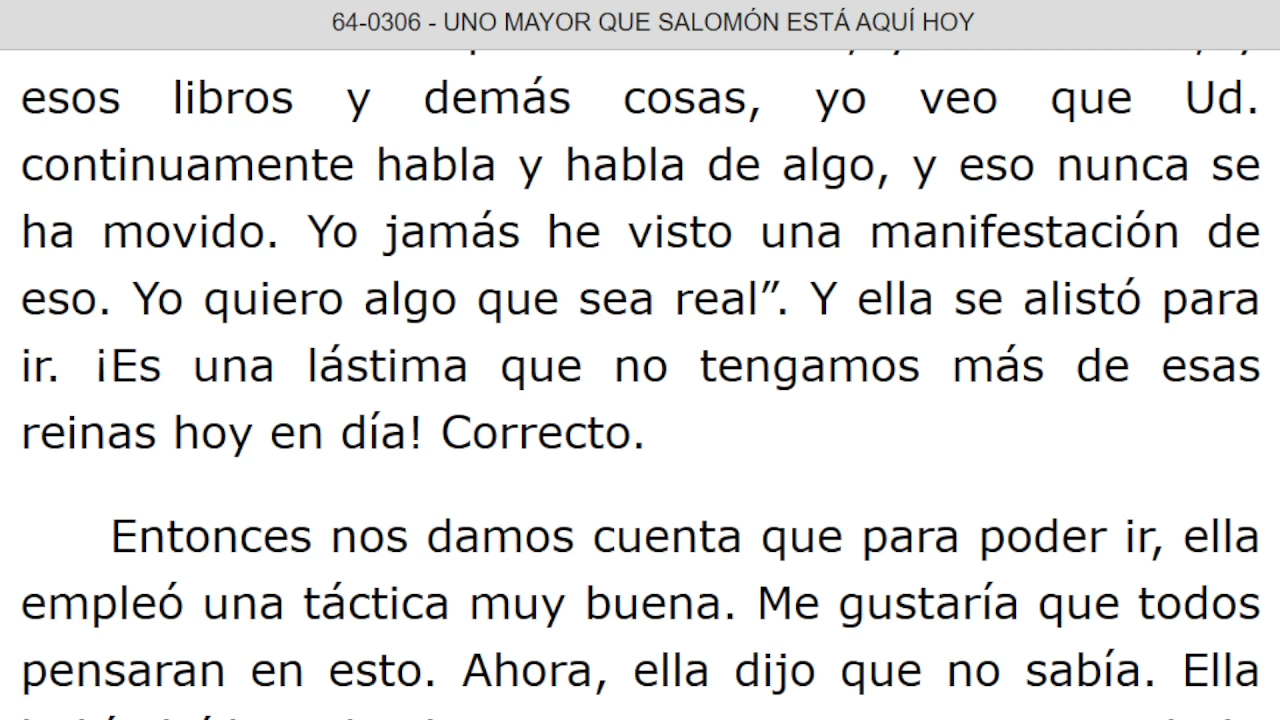 64-0306 - UNO MAYOR QUE SALOMÓN ESTÁ AQUÍ HOY
esos libros y demás cosas, yo veo que Ud.
continuamente habla y habla de algo, y eso nunca se
ha movido. Yo jamás he visto una manifestación de
eso. Yo quiero algo que sea real”. Y ella se alistó para
ir. ¡Es una lástima que no tengamos más de esas
reinas hoy en día! Correcto.
Entonces nos damos cuenta que para poder ir, ella
empleó una táctica muy buena. Me gustaría que todos
pensaran en esto. Ahora, ella dijo que no sabía. Ella